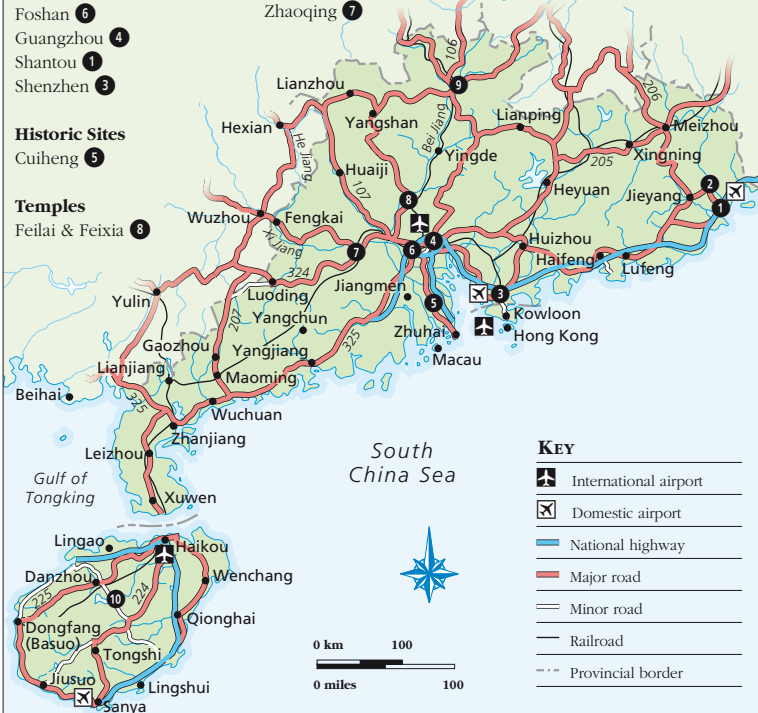 Foshan 6
Guangzhou 4
Shantou 1
Shenzhen 3
Zhaoqing 7
Historic Sites
Cuiheng 5
Temples
Feilai & Feixia 8
106
206
9
Lianzhou
Hexian
Yangshan
Lianping
Meizhou
He Jiang
Bei Jiang
Yingde
205
Xingning
Huaiji
107
Heyuan
Jieyang
2
1
8
Wuzhou
Fengkai
Xi Jiang
7
6
4
Huizhou
Haifeng
Lufeng
324
Luoding
Jiangmen
5
3
Yulin
207
Yangchun
Kowloon
Hong Kong
Zhuhai
325
Gaozhou
Yangjiang
Macau
Lianjiang
Maoming
Beihai
325
Wuchuan
Zhanjiang
Leizhou
Gulf of
Tongking
Xuwen
South
China Sea
Lingao
Haikou
Danzhou
Wenchang
225
10
224
Dongfang
(Basuo)
Qionghai
Tongshi
Jiusuo
Lingshui
Sanya
0 km 100
0 miles 100
KEY
International airport
Domestic airport
National highway
Major road
Minor road
Railroad
Provincial border